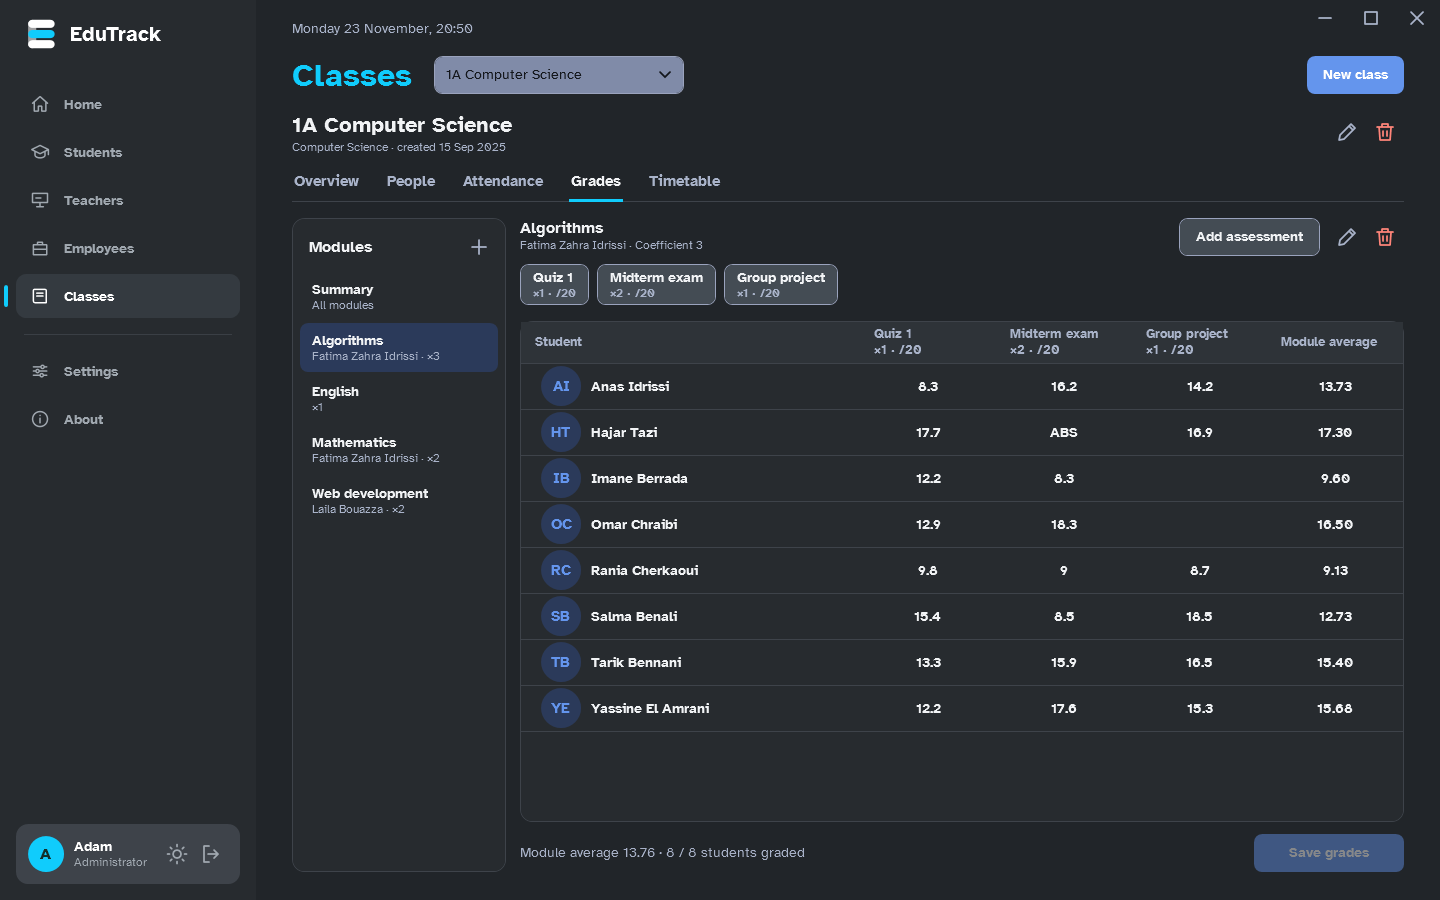 EduTrack
Monday 23 November, 20:50
Classes
1A Computer Science
New class
Home
Students
Teachers
Employees
Classes
Settings
About
1A Computer Science
Computer Science · created 15 Sep 2025
Overview People Attendance Grades Timetable
Modules
Summary
All modules
Algorithms
Fatima Zahra Idrissi · ×3
English
×1
Mathematics
Fatima Zahra Idrissi · ×2
Web development
Laila Bouazza · ×2
Algorithms
Fatima Zahra Idrissi · Coefficient 3
Add assessment
Quiz 1
×1 · /20
Midterm exam
×2 · /20
Group project
×1 · /20
Student
Quiz 1
×1 · /20
Midterm exam
×2 · /20
Group project
×1 · /20
Module average
AI Anas Idrissi 8.3 16.2 14.2 13.73
HT Hajar Tazi 17.7 ABS 16.9 17.30
IB Imane Berrada 12.2 8.3 9.60
OC Omar Chraibi 12.9 18.3 16.50
RC Rania Cherkaoui 9.8 9 8.7 9.13
SB Salma Benali 15.4 8.5 18.5 12.73
TB Tarik Bennani 13.3 15.9 16.5 15.40
YE Yassine El Amrani 12.2 17.6 15.3 15.68
Module average 13.76 · 8 / 8 students graded
Save grades
A
Adam
Administrator